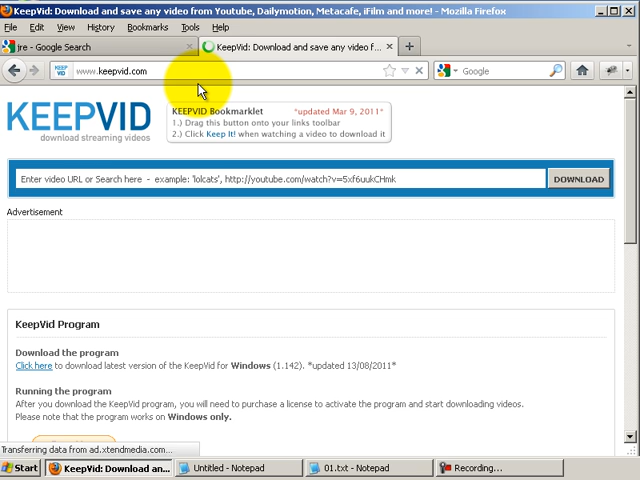 KeepVid: Download and save any video from Youtube, Dailymotion, Metacafe, iFilm and more! - Mozilla Firefox
File Edit View History Bookmarks Tools Help
jre - Google Search
KeepVid: Download and save any video f...
www.keepvid.com
Google
KEEPVID
download streaming videos
KEEPVID Bookmarklet *updated Mar 9, 2011*
1.) Drag this button onto your links toolbar
2.) Click Keep It! when watching a video to download it
Enter video URL or Search here - example: 'lolcats', http://youtube.com/watch?v=5xf6uukCHmk
DOWNLOAD
Advertisement
KeepVid Program
Download the program
Click here to download latest version of the KeepVid for Windows (1.142). *updated 13/08/2011*
Running the program
After you download the KeepVid program, you will need to purchase a license to activate the program and start downloading videos.
Please note that the program works on Windows only.
Transferring data from ad.xtendmedia.com...
Start
KeepVid: Download an...
Untitled - Notepad
01.txt - Notepad
Recording...